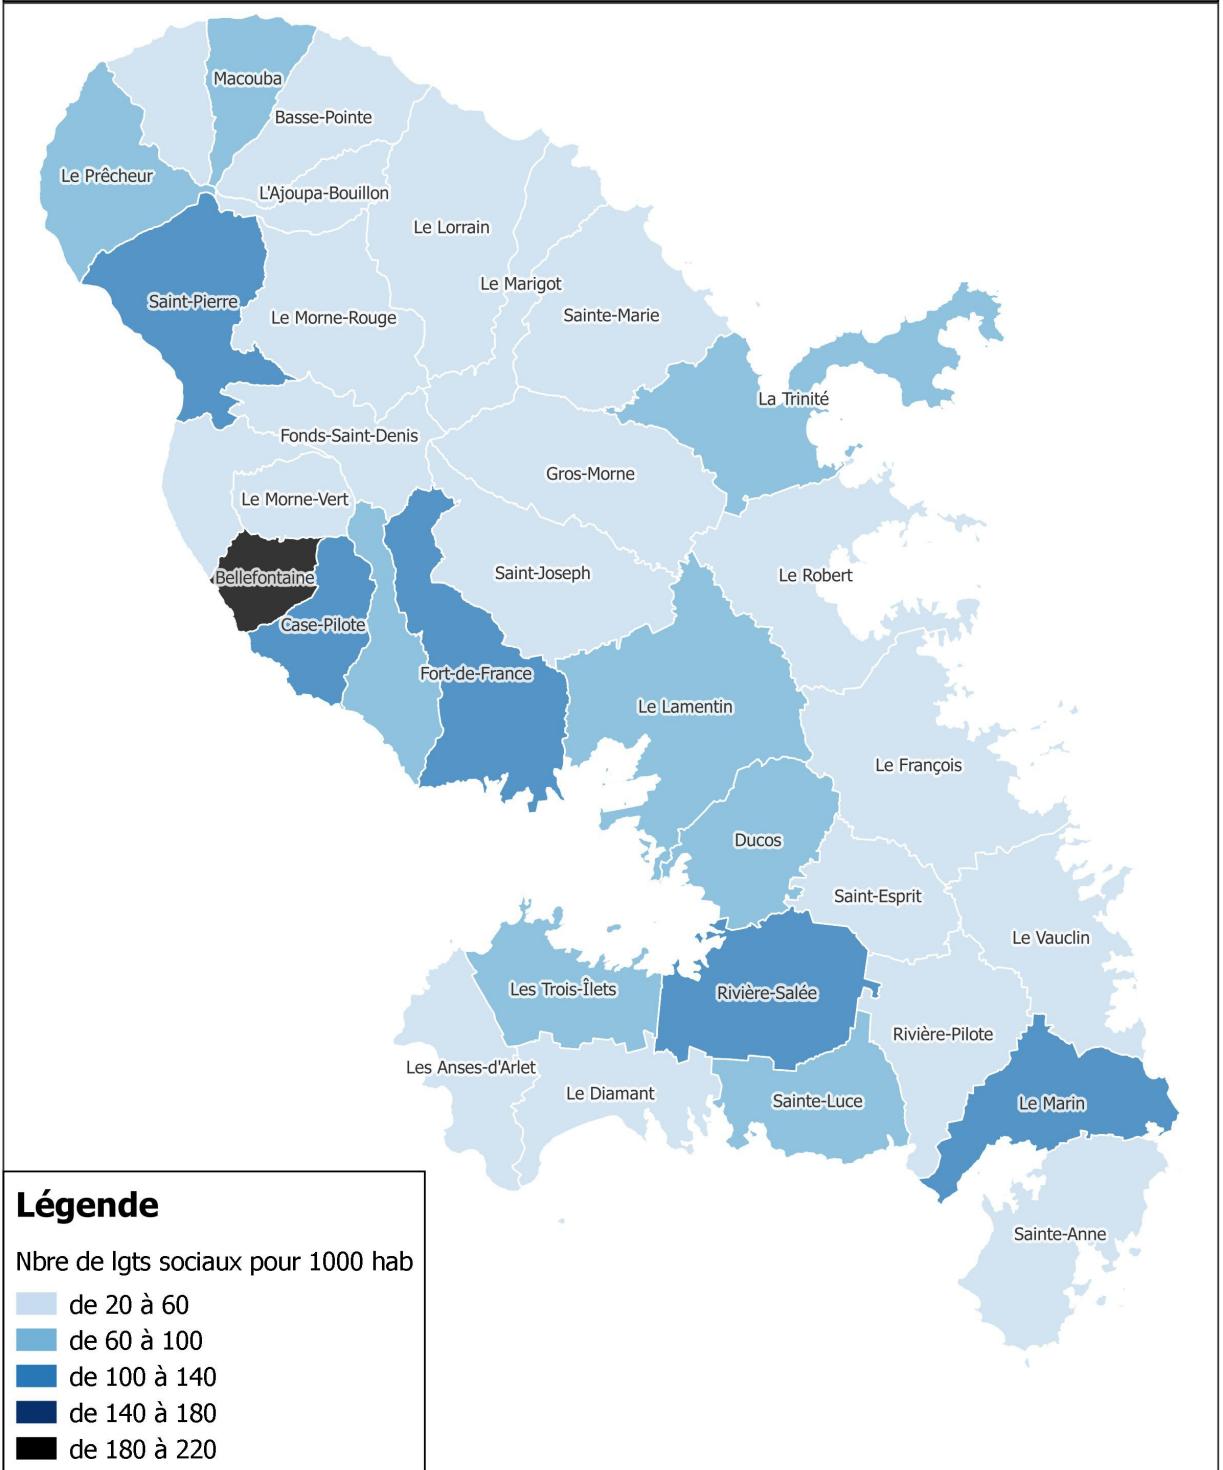 Macouba
Basse-Pointe
Le Prêcheur
L'Ajoupa-Bouillon
Le Lorrain
Le Marigot
Saint-Pierre
Le Morne-Rouge
Sainte-Marie
La Trinité
Fonds-Saint-Denis
Gros-Morne
Le Morne-Vert
Saint-Joseph
Le Robert
Bellefontaine
Case-Pilote
Fort-de-France
Le Lamentin
Le François
Ducos
Saint-Esprit
Le Vauclin
Les Trois-Îlets
Rivière-Salée
Rivière-Pilote
Les Anses-d'Arlet
Le Diamant
Sainte-Luce
Le Marin
Sainte-Anne
Légende
Nbre de lgts sociaux pour 1000 hab
de 20 à 60
de 60 à 100
de 100 à 140
de 140 à 180
de 180 à 220